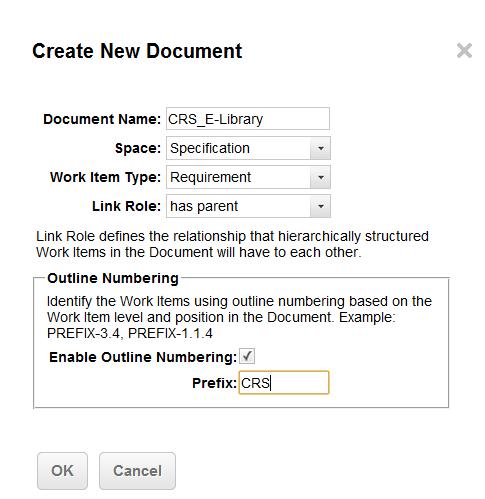 Create New Document
Document Name: CRS_E-Library
Space: Specification
Work Item Type: Requirement
Link Role: has parent
Link Role defines the relationship that hierarchically structured
Work Items in the Document will have to each other.
Outline Numbering
Identify the Work Items using outline numbering based on the
Work Item level and position in the Document. Example:
PREFIX-3.4, PREFIX-1.1.4
Enable Outline Numbering:
Prefix: CRS
OK Cancel